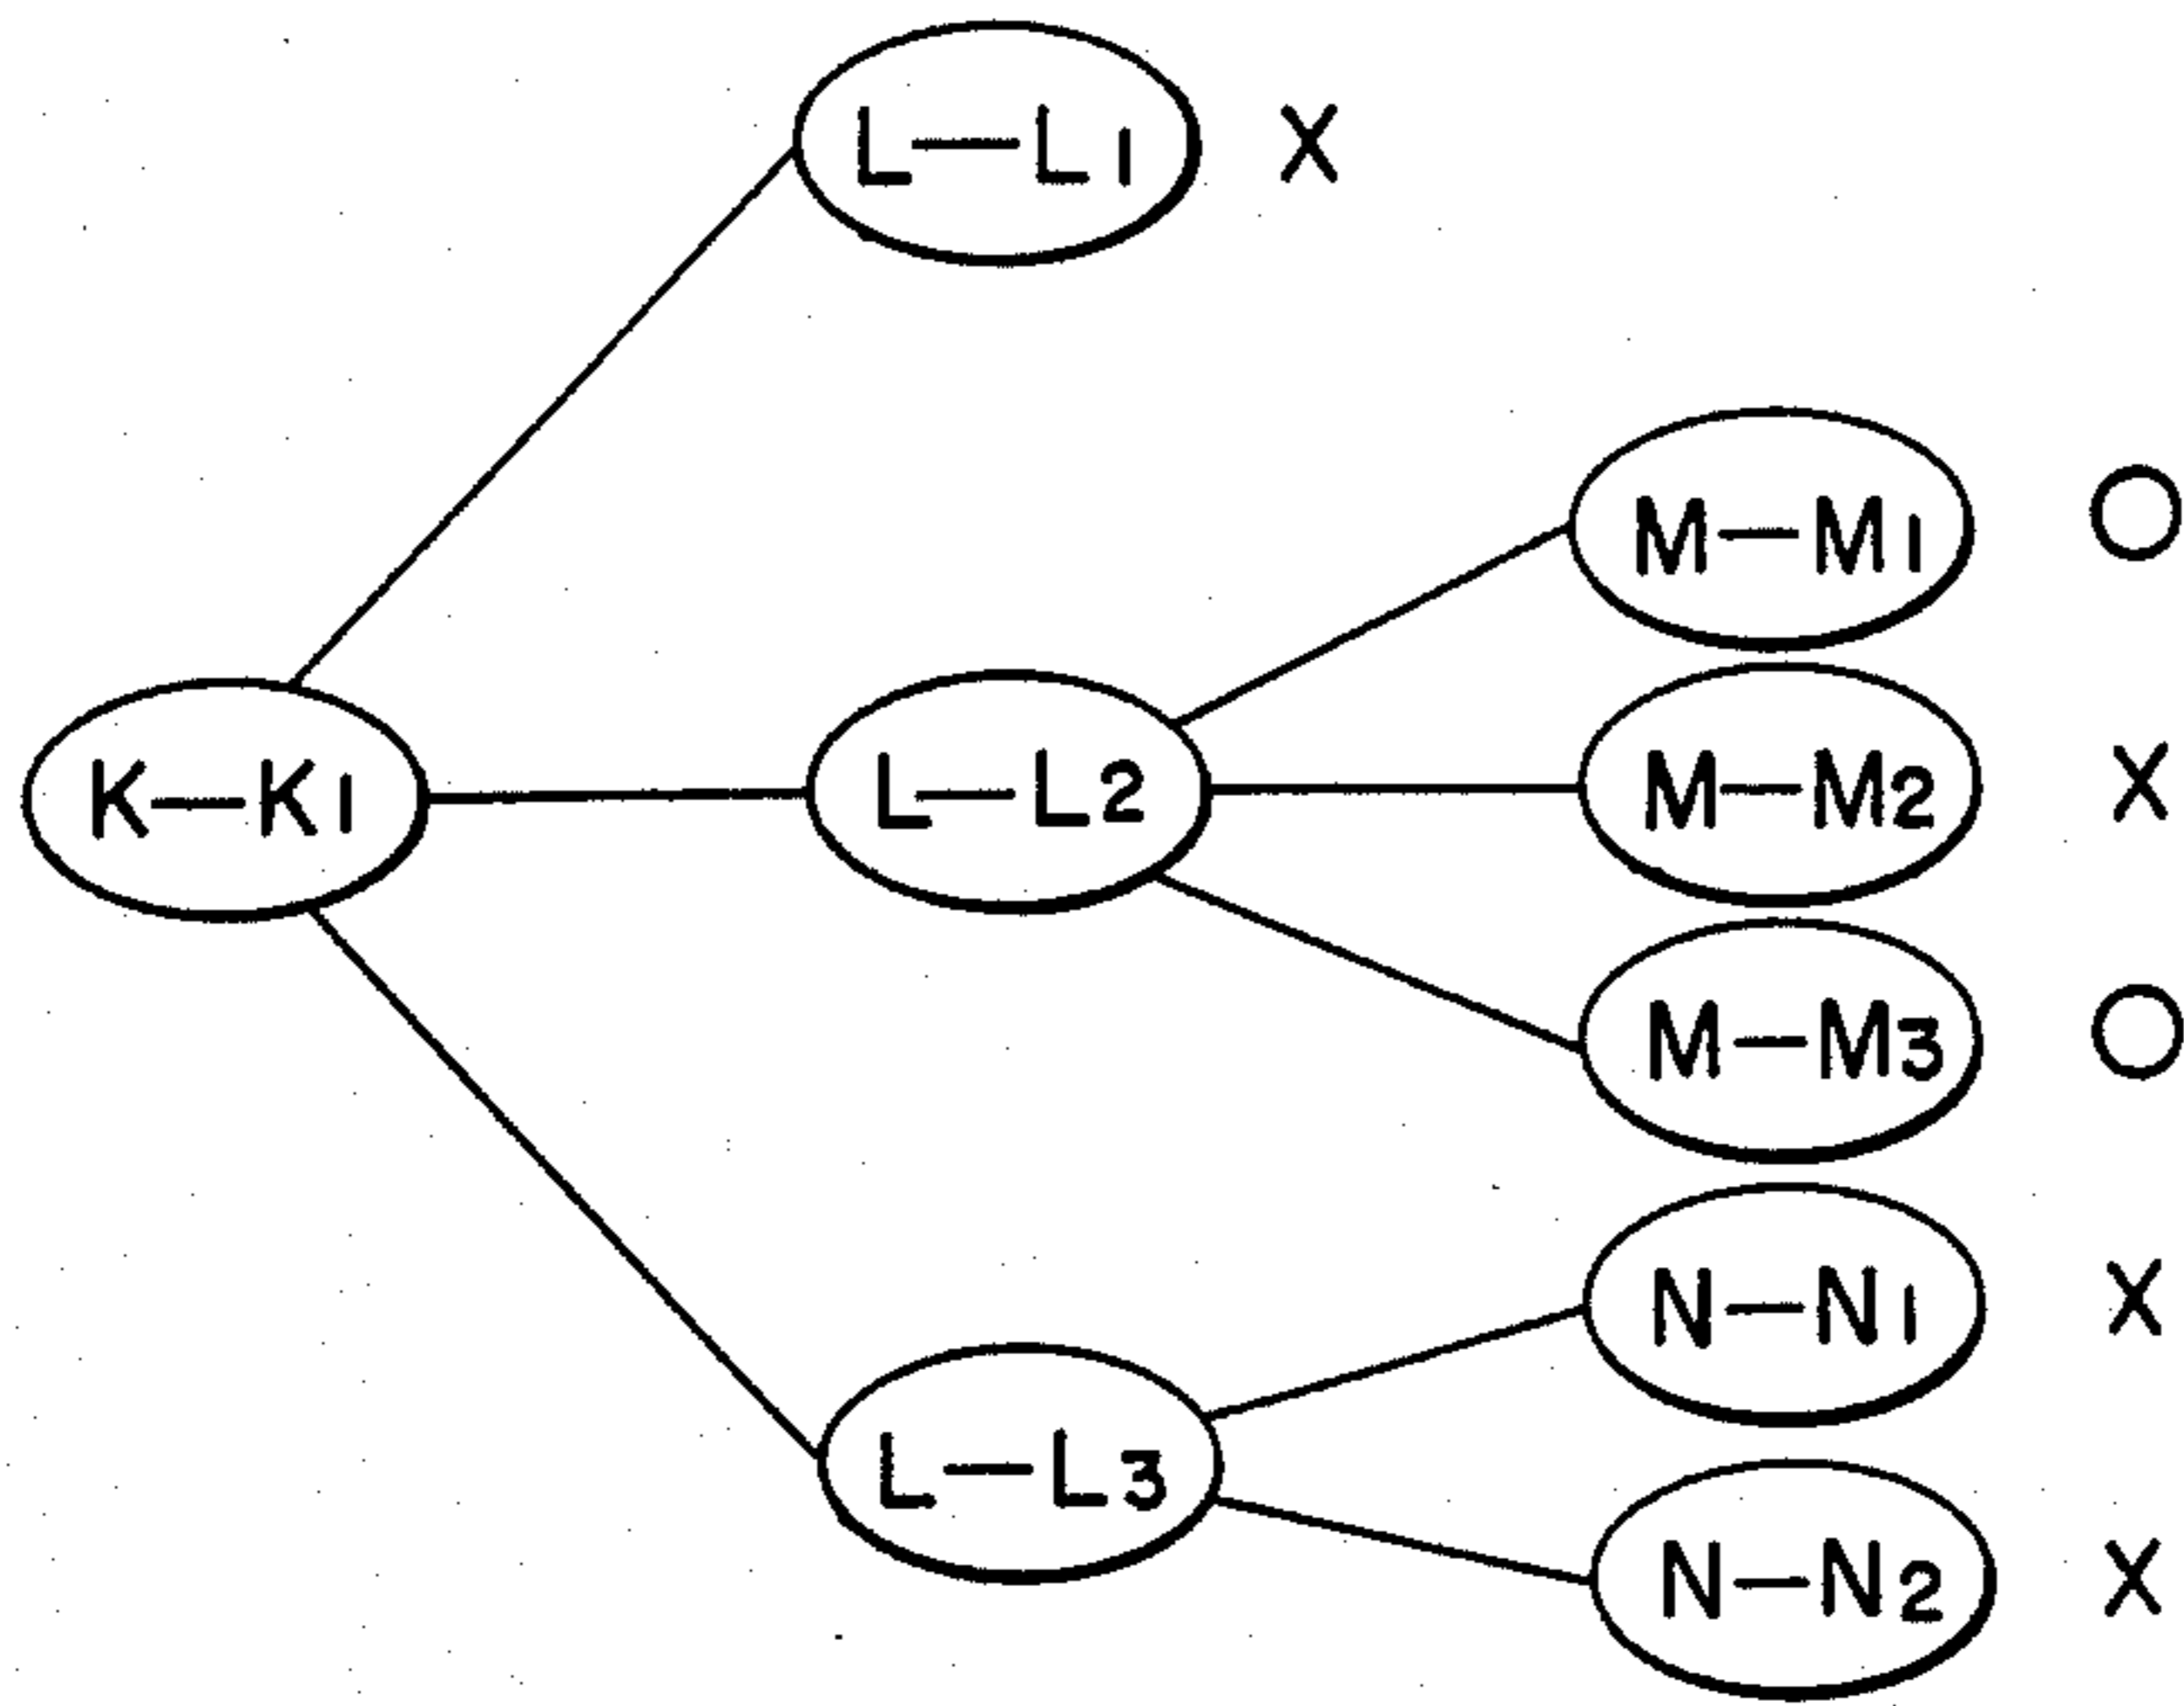 L—L1 X
M—M1 O
K—K1 L—L2 M—M2 X
M—M3 O
N—N1 X
L—L3
N—N2 X